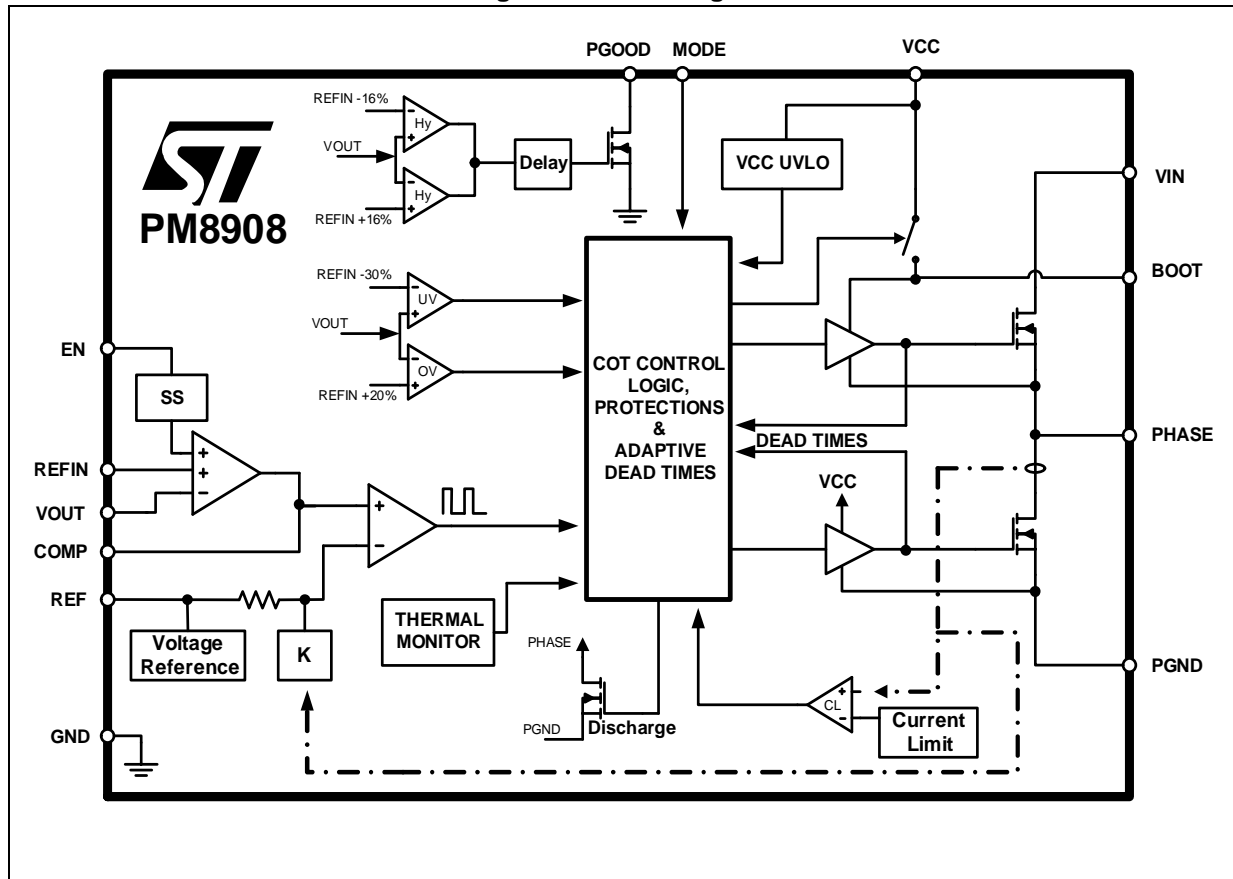 PGOOD
MODE
VCC
REFIN -16%
Hy
VOUT
Hy
REFIN +16%
Delay
VCC UVLO
VIN
ST
PM8908
BOOT
REFIN -30%
UV
VOUT
OV
REFIN +20%
EN
SS
REFIN
VOUT
COMP
REF
Voltage
Reference
K
GND
COT CONTROL
LOGIC,
PROTECTIONS
&
ADAPTIVE
DEAD TIMES
DEAD TIMES
VCC
PHASE
THERMAL
MONITOR
PHASE
PGND
Discharge
CL
Current
Limit
PGND